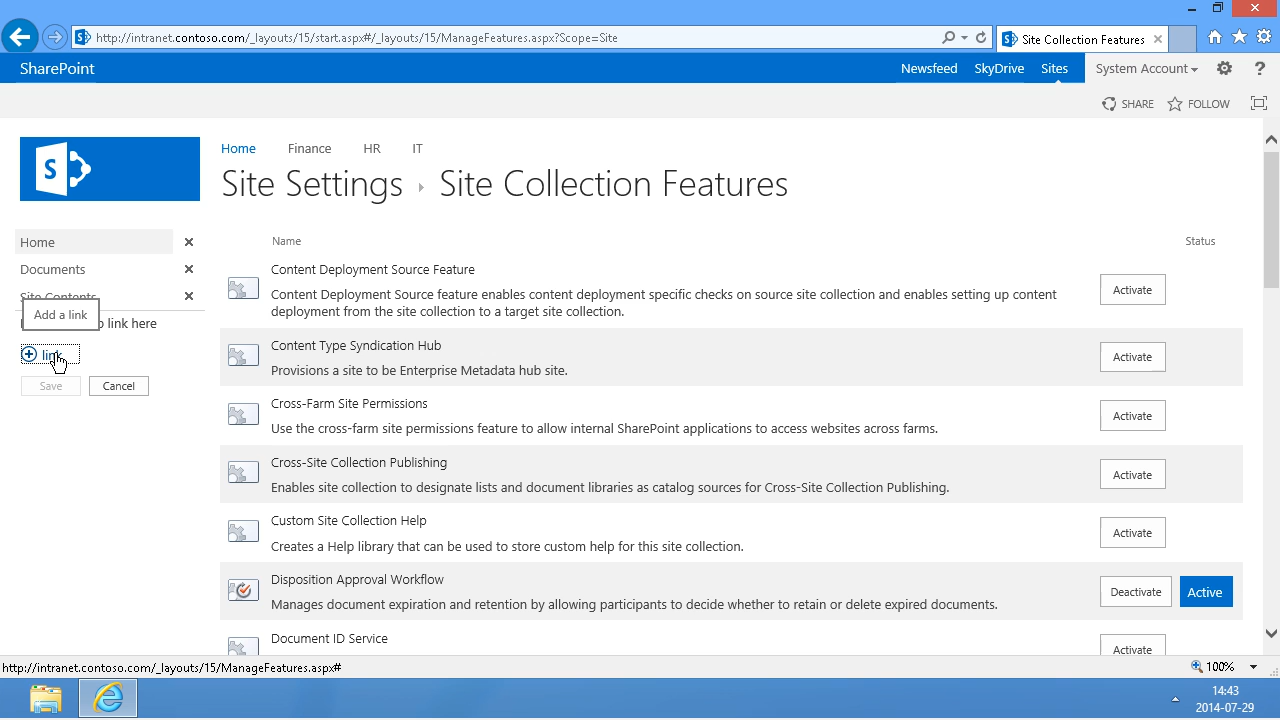 http://intranet.contoso.com/_layouts/15/start.aspx#/_layouts/15/ManageFeatures.aspx?Scope=Site
Site Collection Features
SharePoint
Newsfeed SkyDrive Sites System Account
SHARE FOLLOW
Home Finance HR IT
Site Settings Site Collection Features
Home
Documents
Site Contents
Add a link
link here
link
Save Cancel
Name Status
Content Deployment Source Feature
Content Deployment Source feature enables content deployment specific checks on source site collection and enables setting up content
deployment from the site collection to a target site collection.
Activate
Content Type Syndication Hub
Provisions a site to be Enterprise Metadata hub site.
Activate
Cross-Farm Site Permissions
Use the cross-farm site permissions feature to allow internal SharePoint applications to access websites across farms.
Activate
Cross-Site Collection Publishing
Enables site collection to designate lists and document libraries as catalog sources for Cross-Site Collection Publishing.
Activate
Custom Site Collection Help
Creates a Help library that can be used to store custom help for this site collection.
Activate
Disposition Approval Workflow
Manages document expiration and retention by allowing participants to decide whether to retain or delete expired documents.
Deactivate Active
Document ID Service
Activate
http://intranet.contoso.com/_layouts/15/ManageFeatures.aspx#
100%
14:43
2014-07-29